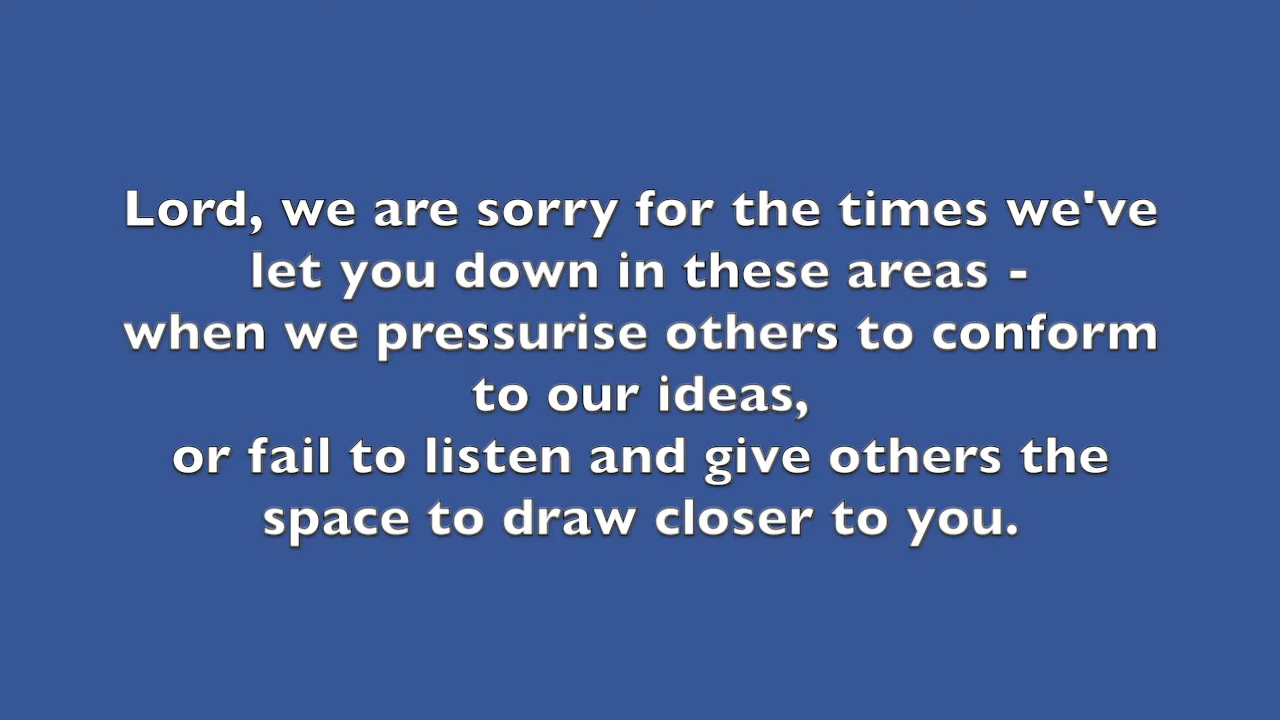 Lord, we are sorry for the times we've
let you down in these areas -
when we pressurise others to conform
to our ideas,
or fail to listen and give others the
space to draw closer to you.